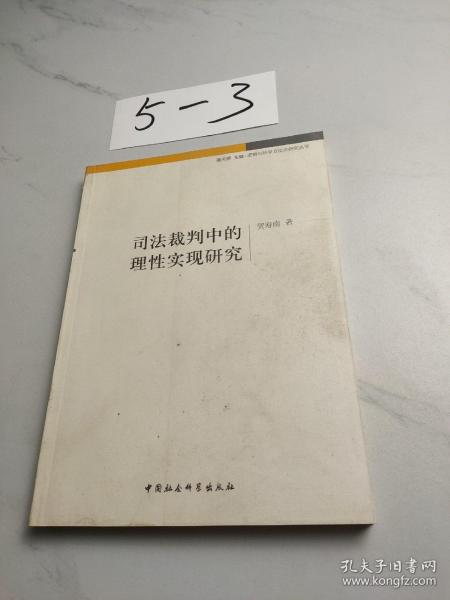 5-3
司法裁判中的
理性实现研究
贺寿南 著
中国社会科学出版社
孔夫子旧书网
www.kongfz.com